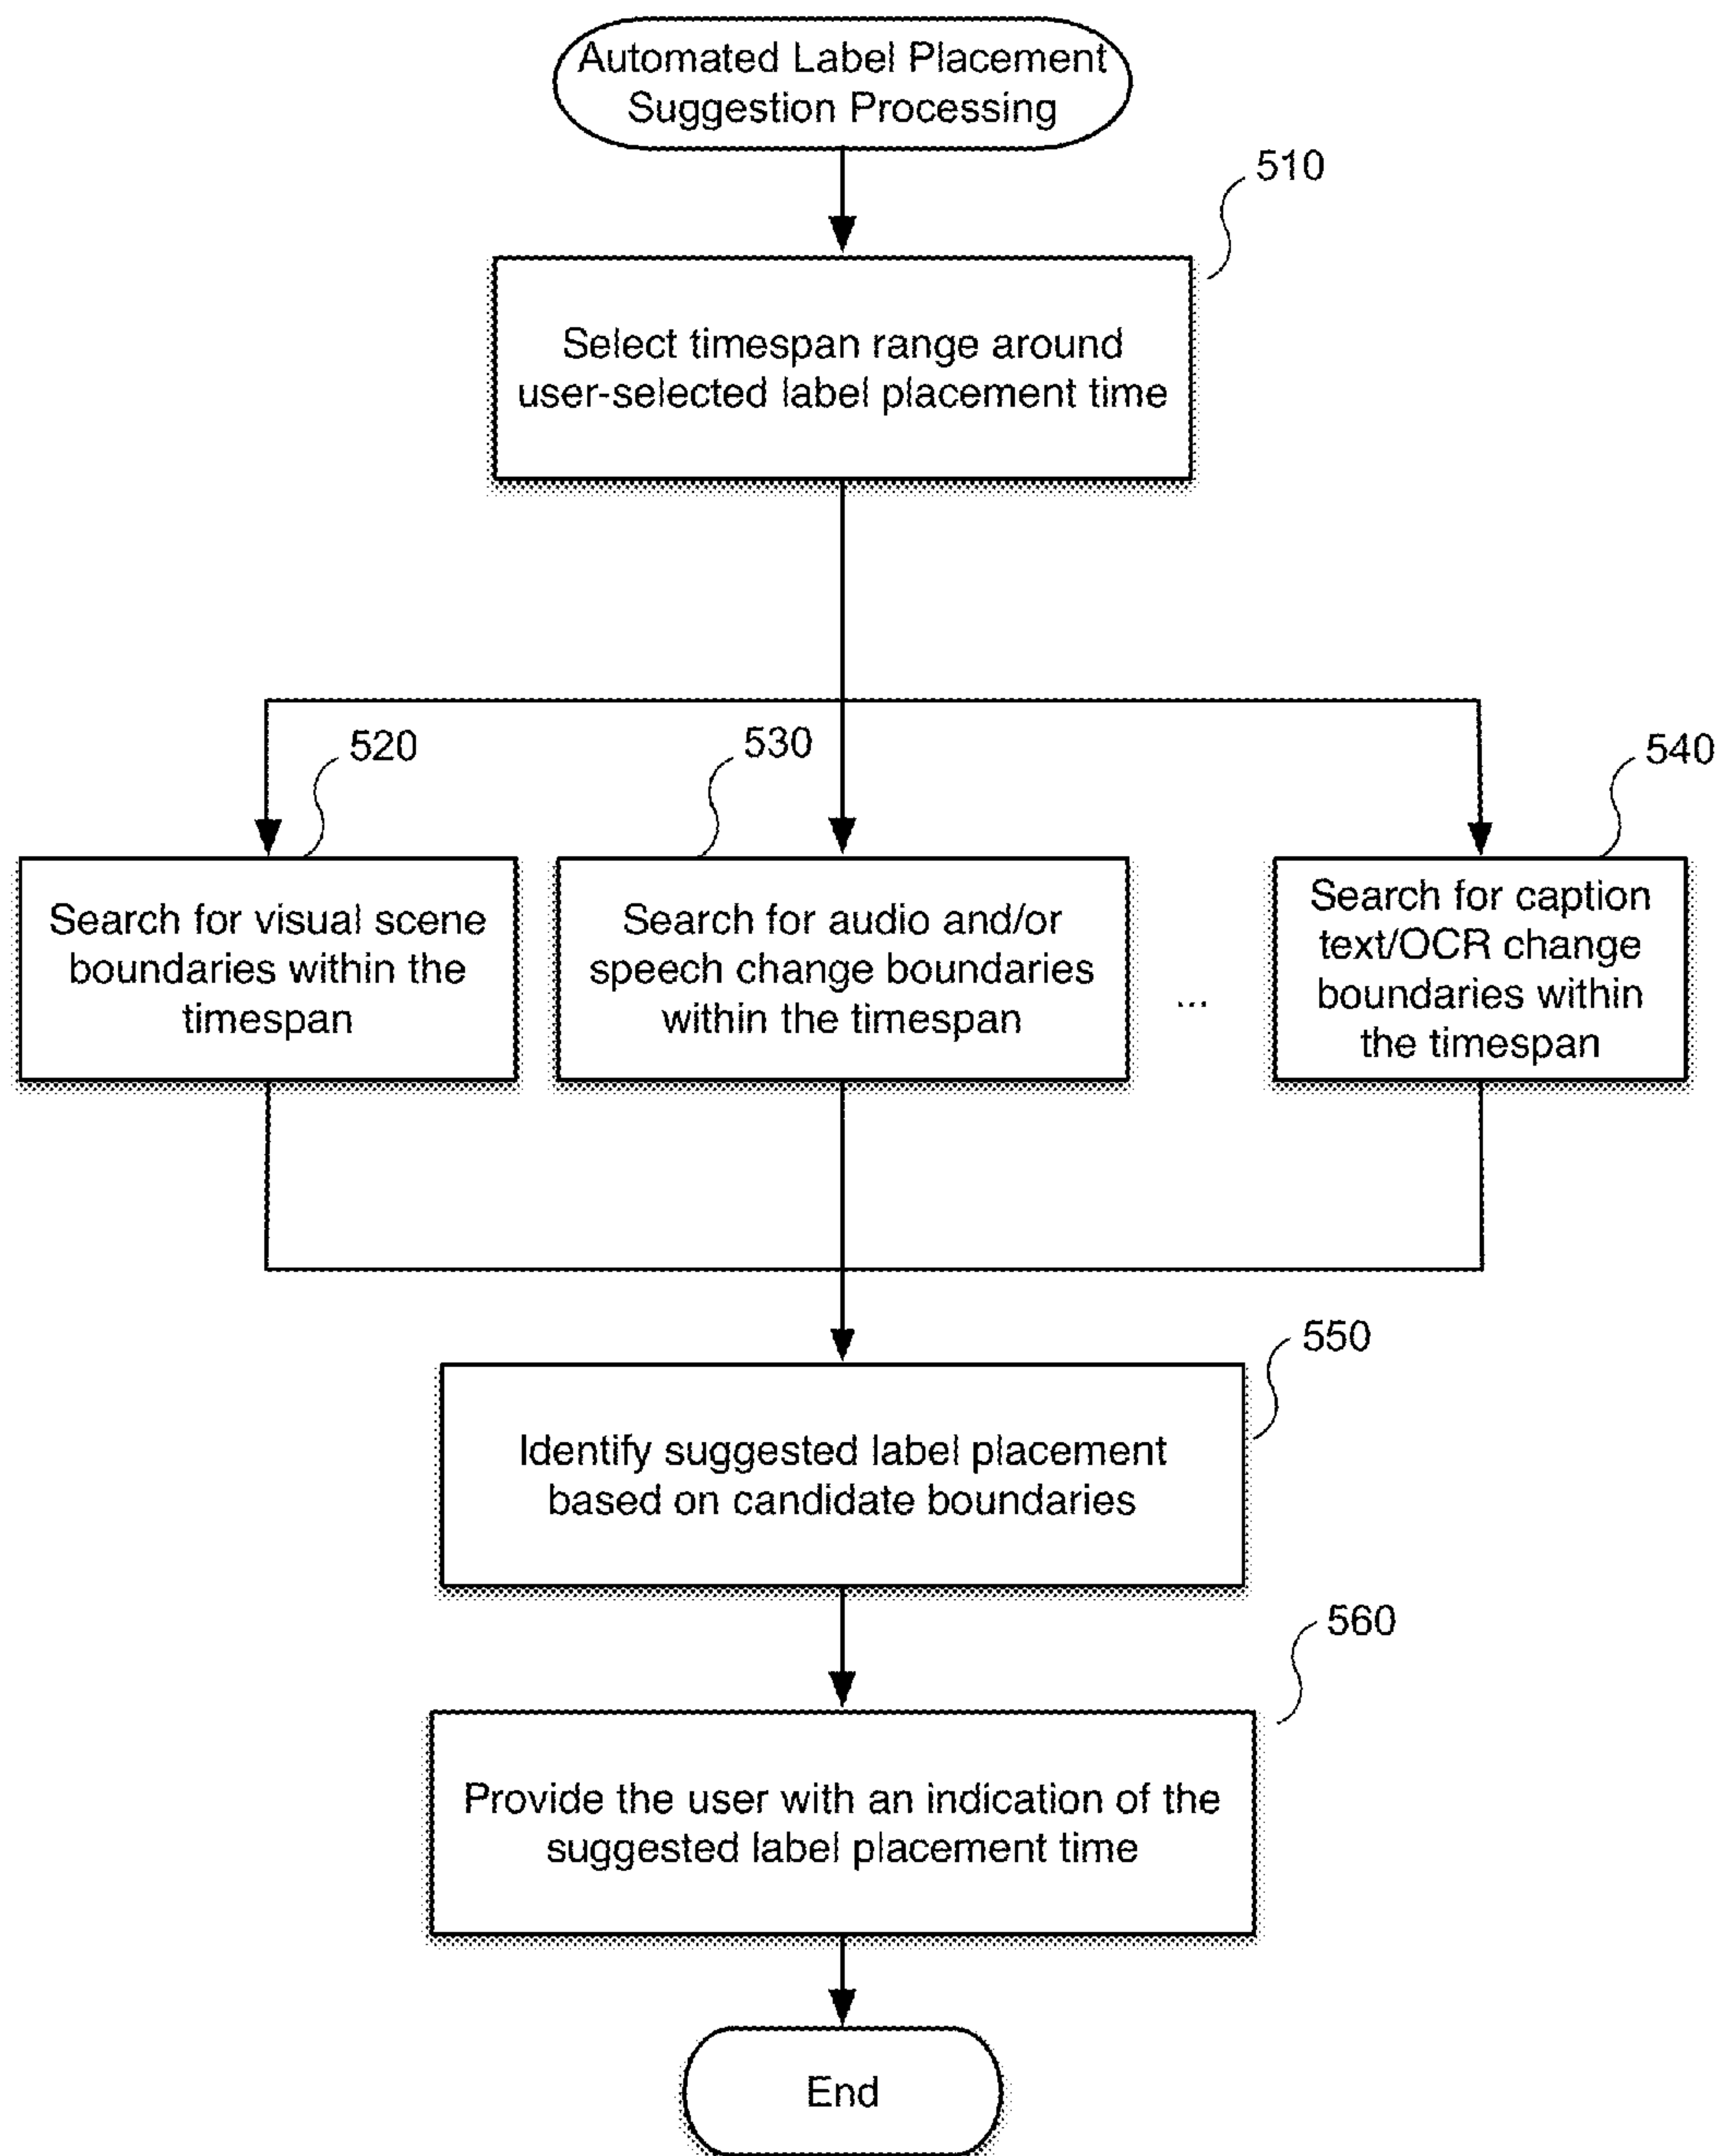 Automated Label Placement
Suggestion Processing
510
Select timespan range around
user-selected label placement time
520
530
540
Search for visual scene
boundaries within the
timespan
Search for audio and/or
speech change boundaries
within the timespan
...
Search for caption
text/OCR change
boundaries within
the timespan
550
Identify suggested label placement
based on candidate boundaries
560
Provide the user with an indication of the
suggested label placement time
End